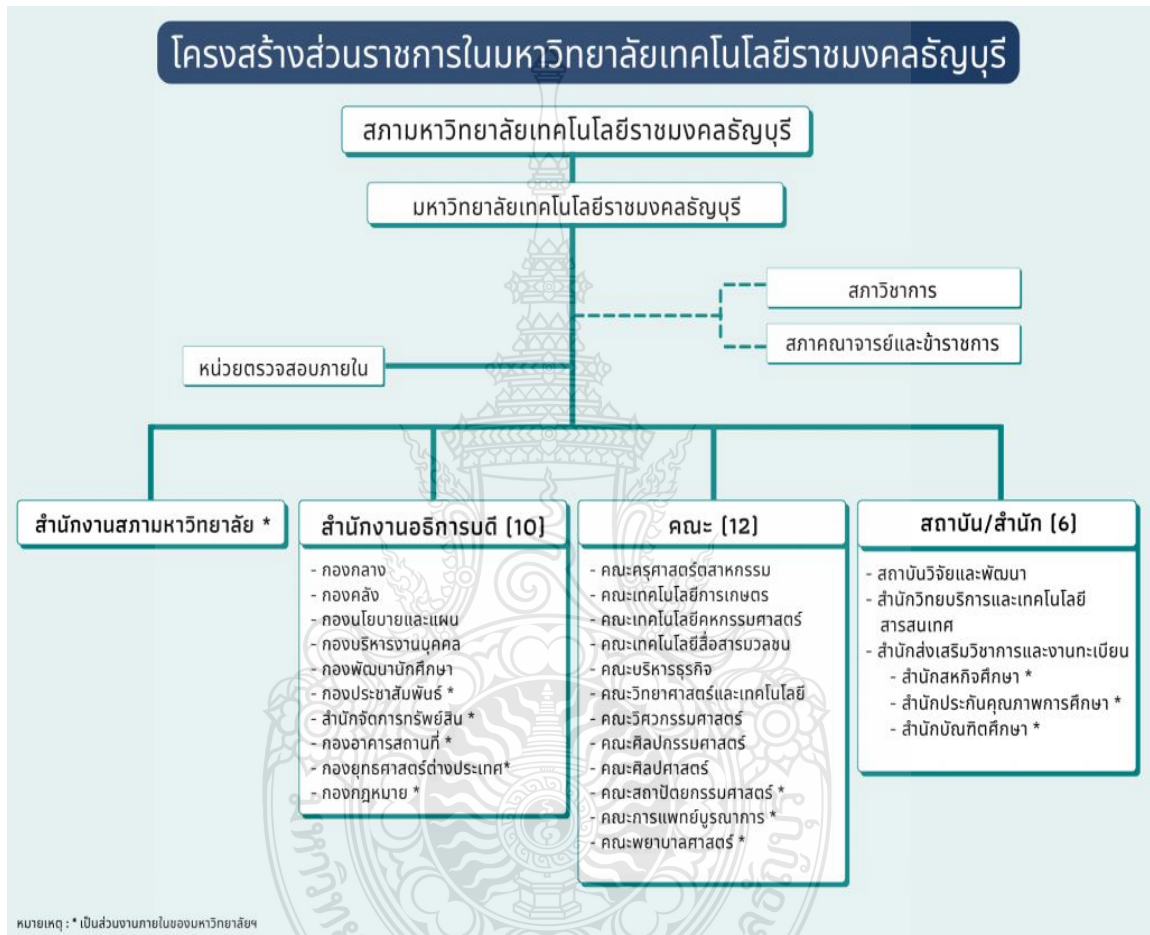 โครงสร้างส่วนราชการในมหาวิทยาลัยเทคโนโลยีราชมงคลธัญบุรี
สภามหาวิทยาลัยเทคโนโลยีราชมงคลธัญบุรี
มหาวิทยาลัยเทคโนโลยีราชมงคลธัญบุรี
สภาวิชาการ
สภาคณาจารย์และข้าราชการ
หน่วยตรวจสอบภายใน
สำนักงานสภามหาวิทยาลัย *
สำนักงานอธิการบดี (10)
- กองกลาง
- กองคลัง
- กองนโยบายและแผน
- กองบริหารงานบุคคล
- กองพัฒนานักศึกษา
- กองประชาสัมพันธ์ *
- สำนักจัดการทรัพย์สิน *
- กองอาคารสถานที่ *
- กองยุทธศาสตร์ต่างประเทศ*
- กองกฎหมาย *
คณะ (12)
- คณะครุศาสตร์ตสาหกรรม
- คณะเทคโนโลยีการเกษตร
- คณะเทคโนโลยีคหกรรมศาสตร์
- คณะเทคโนโลยีสื่อสารมวลชน
- คณะบริหารธุรกิจ
- คณะวิทยาศาสตร์และเทคโนโลยี
- คณะวิศวกรรมศาสตร์
- คณะศิลปกรรมศาสตร์
- คณะศิลปศาสตร์
- คณะสถาปัตยกรรมศาสตร์ *
- คณะการแพทย์บูรณาการ *
- คณะพยาบาลศาสตร์ *
สถาบัน/สำนัก (6)
- สถาบันวิจัยและพัฒนา
- สำนักวิทยบริการและเทคโนโลยี
สารสนเทศ
- สำนักส่งเสริมวิชาการและงานทะเบียน
- สำนักสหกิจศึกษา *
- สำนักประกันคุณภาพการศึกษา *
- สำนักบัณฑิตศึกษา *
หมายเหตุ : * เป็นส่วนงานภายในของมหาวิทยาลัยฯ